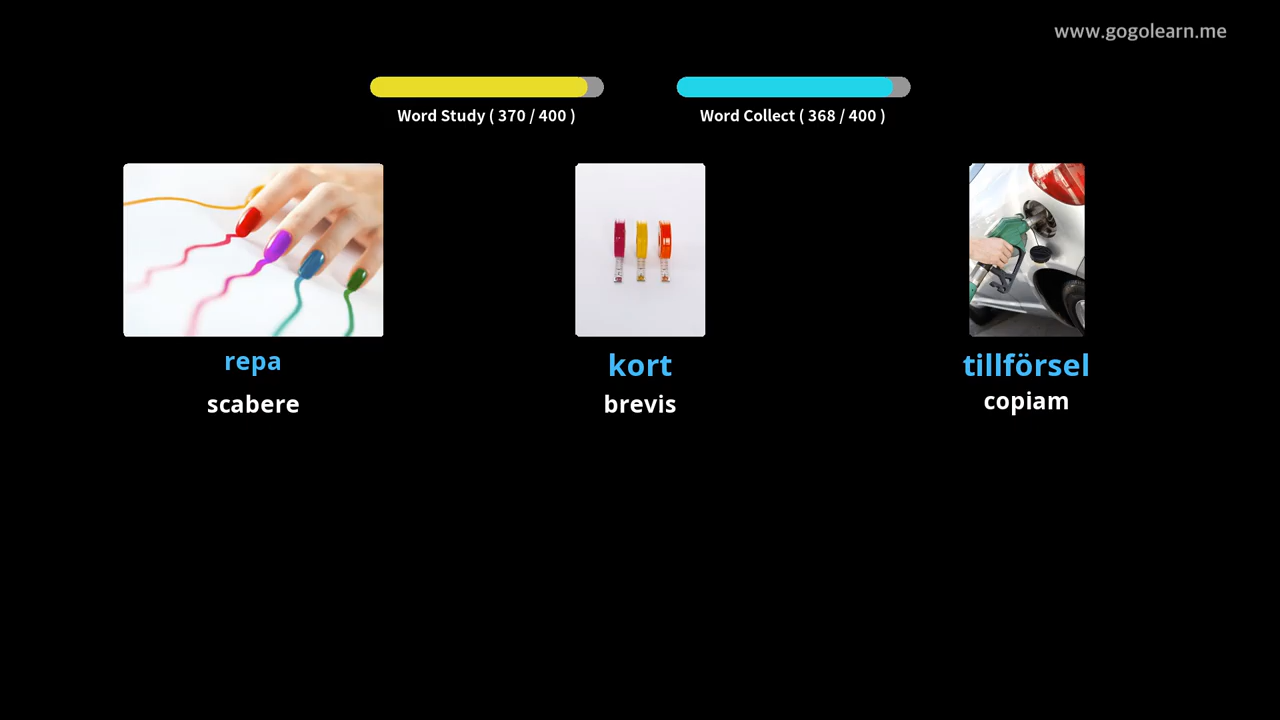 www.gogolearn.me
Word Study ( 370 / 400 )
Word Collect ( 368 / 400 )
repa
kort
tillförsel
scabere
brevis
copiam